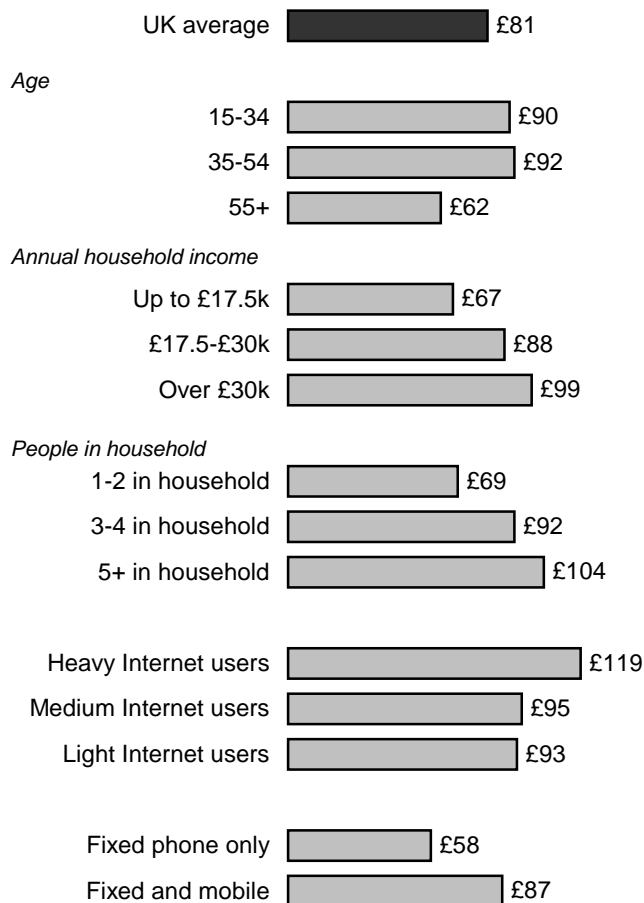 UK average £81
Age
15-34 £90
35-54 £92
55+ £62
Annual household income
Up to £17.5k £67
£17.5-£30k £88
Over £30k £99
People in household
1-2 in household £69
3-4 in household £92
5+ in household £104
Heavy Internet users £119
Medium Internet users £95
Light Internet users £93
Fixed phone only £58
Fixed and mobile £87